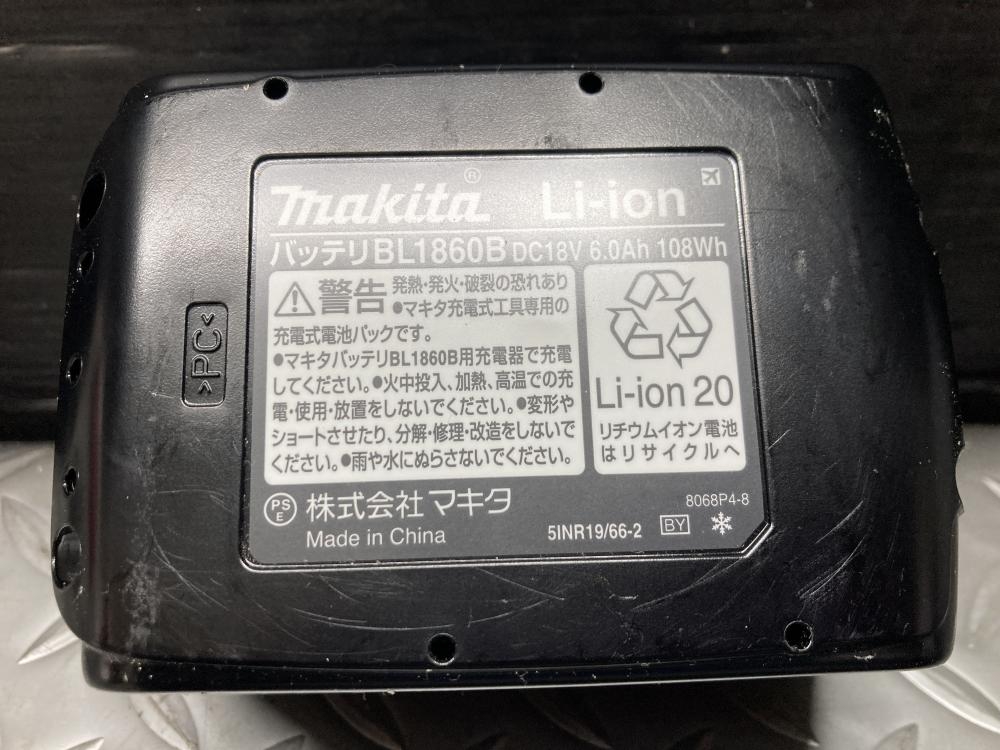 makita® Li-ion
バッテリBL1860B DC18V 6.0Ah 108Wh
警告 発熱・発火・破裂の恐れあり
●マキタ充電式工具専用の
充電式電池パックです。
●マキタバッテリBL1860B用充電器で充電
してください。●火中投入、加熱、高温での充
電・使用・放置をしないでください。●変形や
ショートさせたり、分解・修理・改造をしないで
ください。●雨や水にぬらさないでください。
Li-ion 20
リチウムイオン電池
はリサイクルへ
PSE 株式会社 マキタ
Made in China
8068P4-8
5INR19/66-2 BY
>PC<